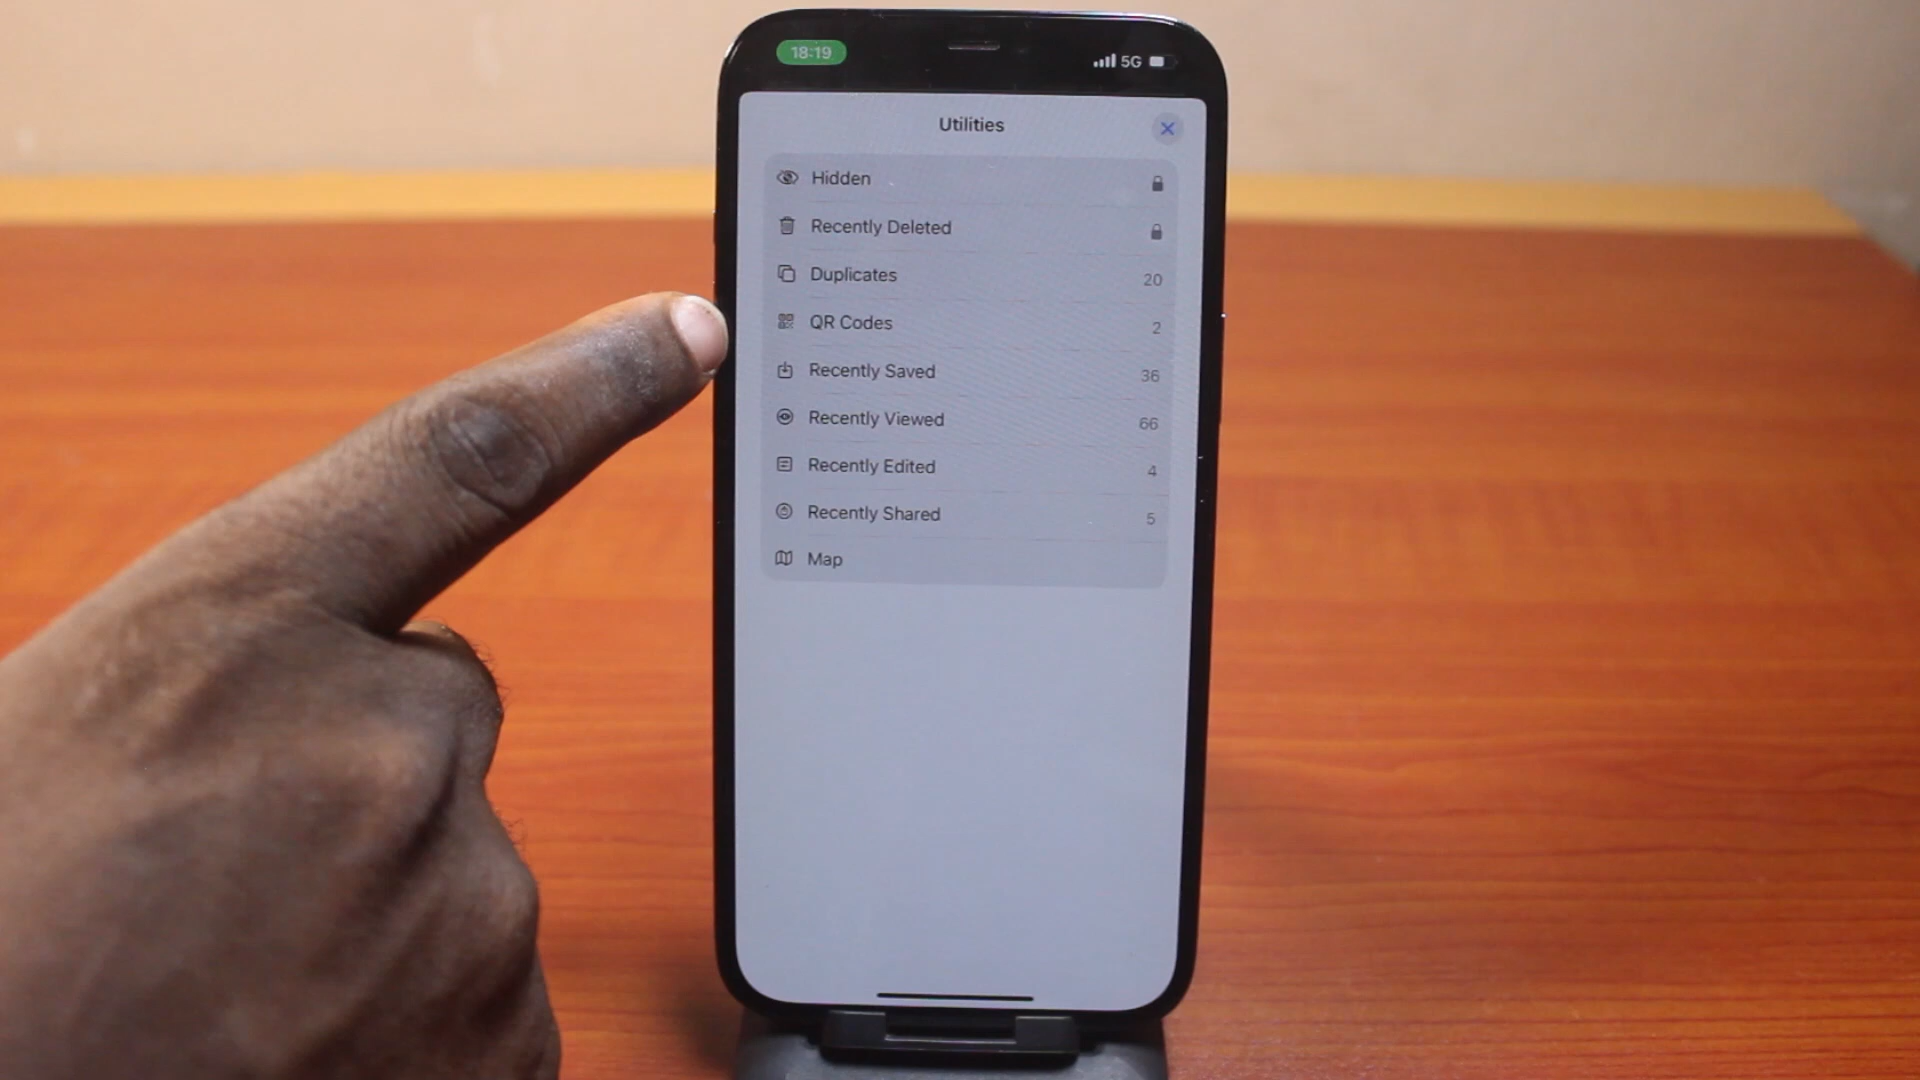 18:19 5G
Utilities
Hidden
Recently Deleted
Duplicates 20
QR Codes 2
Recently Saved 36
Recently Viewed 66
Recently Edited 4
Recently Shared 5
Map